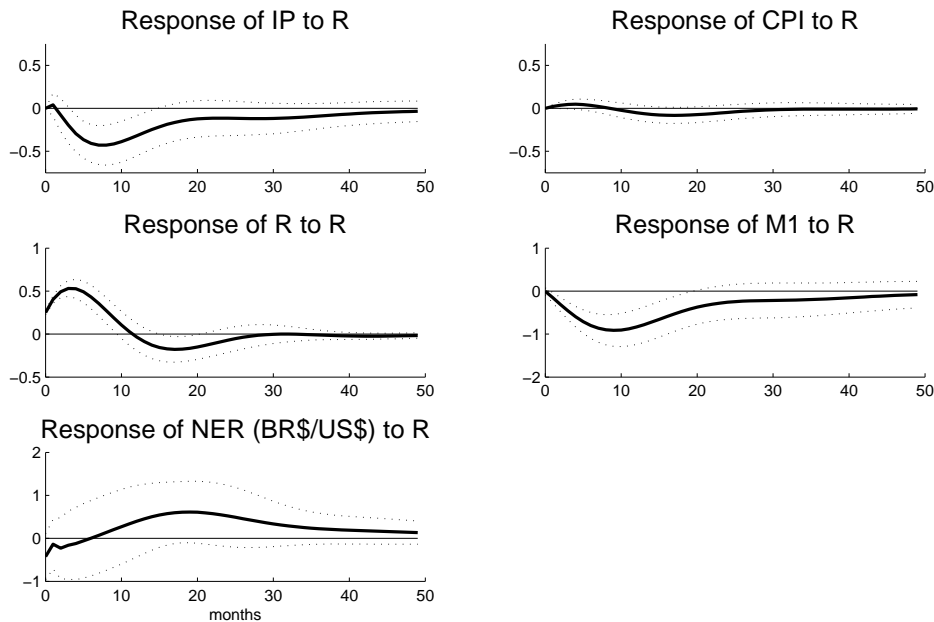 Response of IP to R
0.5
0
−0.5
0 10 20 30 40 50
Response of CPI to R
0.5
0
−0.5
0 10 20 30 40 50
Response of R to R
1
0.5
0
−0.5
0 10 20 30 40 50
Response of M1 to R
1
0
−1
−2
0 10 20 30 40 50
Response of NER (BR$/US$) to R
2
1
0
−1
0 10 20 30 40 50
months